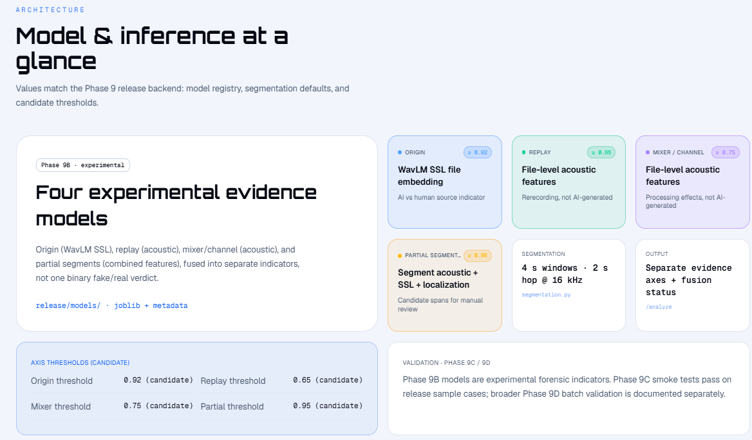 ARCHITECTURE
Model & inference at a
glance
Values match the Phase 9 release backend: model registry, segmentation defaults, and
candidate thresholds.
Phase 9B · experimental
Four experimental evidence
models
Origin (WavLM SSL), replay (acoustic), mixer/channel (acoustic), and
partial segments (combined features), fused into separate indicators,
not one binary fake/real verdict.
release/models/ · joblib + metadata
ORIGIN
≥ 0.92
WavLM SSL file
embedding
AI vs human source indicator
REPLAY
File-level acoustic
features
Rerecording, not AI-generated
MIXER / CHANNEL
≥ 0.75
File-level acoustic
features
Processing effects, not AI-
generated
PARTIAL SEGMENT…
Segment acoustic +
SSL + localization
Candidate spans for manual
review
SEGMENTATION
4 s windows · 2 s
hop @ 16 kHz
segmentation.py
OUTPUT
Separate evidence
axes + fusion
status
/analyze
AXIS THRESHOLDS (CANDIDATE)
Origin threshold 0.92 (candidate) Replay threshold 0.65 (candidate)
Mixer threshold 0.75 (candidate) Partial threshold 0.95 (candidate)
VALIDATION · PHASE 9C / 9D
Phase 9B models are experimental forensic indicators. Phase 9C smoke tests pass on
release sample cases; broader Phase 9D batch validation is documented separately.